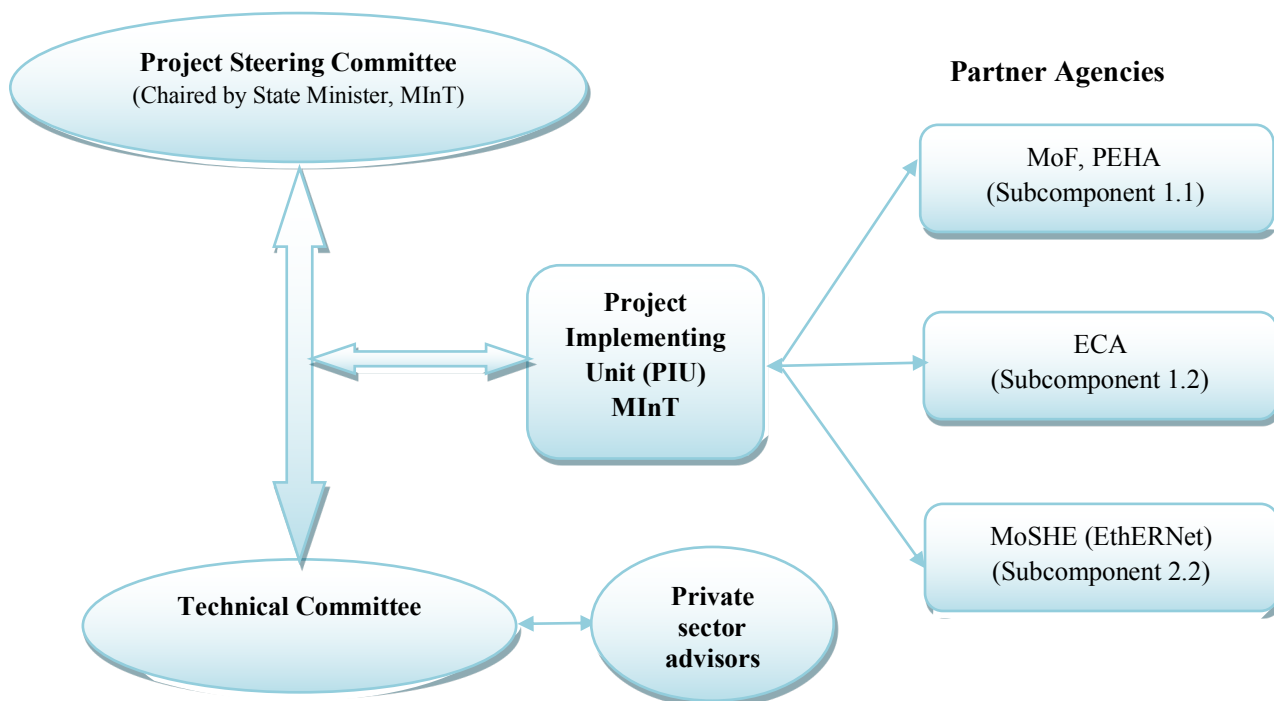 Project Steering Committee
(Chaired by State Minister, MInT)
Partner Agencies
MoF, PEHA
(Subcomponent 1.1)
Project
Implementing
Unit (PIU)
MInT
ECA
(Subcomponent 1.2)
MoSHE (EthERNet)
(Subcomponent 2.2)
Technical Committee
Private
sector
advisors